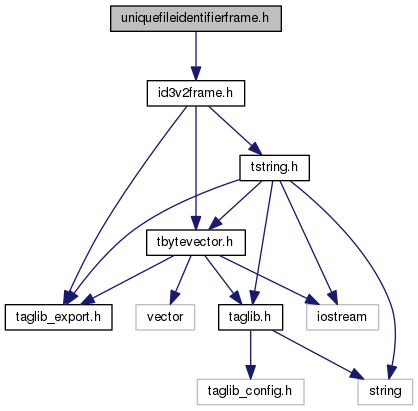 uniquefileidentifierframe.h
id3v2frame.h
tstring.h
tbytevector.h
taglib_export.h
vector
taglib.h
iostream
taglib_config.h
string